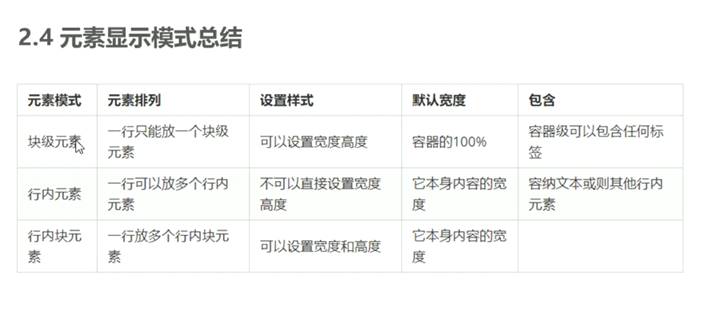 2.4 元素显示模式总结
元素模式 元素排列 设置样式 默认宽度 包含
块级元素 一行只能放一个块级元素 可以设置宽度高度 容器的100% 容器级可以包含任何标签
行内元素 一行可以放多个行内元素 不可以直接设置宽度高度 它本身内容的宽度 容纳文本或则其他行内元素
行内块元素 一行放多个行内块元素 可以设置宽度和高度 它本身内容的宽度